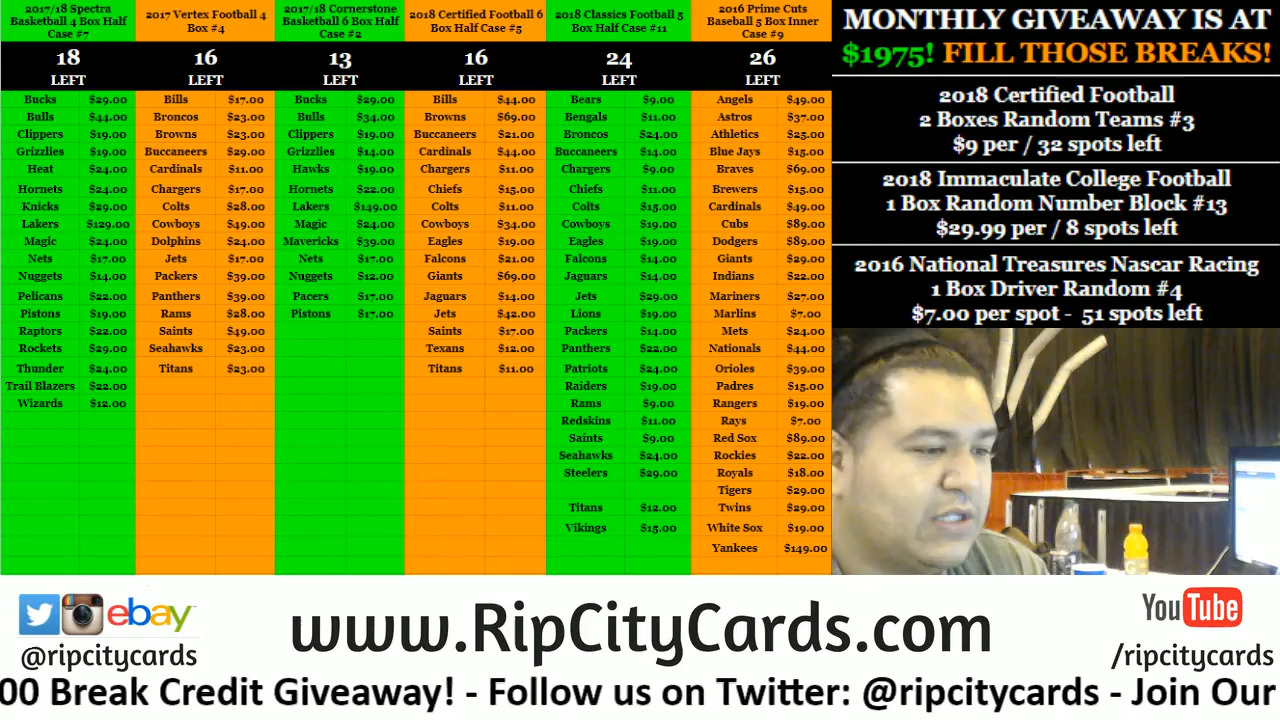 2017/18 Spectra
Basketball 4 Box Half
Case #7
18
LEFT
Bucks $29.00
Bulls $44.00
Clippers $19.00
Grizzlies $19.00
Heat $24.00
Hornets $24.00
Knicks $29.00
Lakers $129.00
Magic $24.00
Nets $17.00
Nuggets $14.00
Pelicans $22.00
Pistons $19.00
Raptors $22.00
Rockets $29.00
Thunder $24.00
Trail Blazers $22.00
Wizards $12.00
2017 Vertex Football 4
Box #4
16
LEFT
Bills $17.00
Broncos $23.00
Browns $23.00
Buccaneers $29.00
Cardinals $11.00
Chargers $17.00
Colts $28.00
Cowboys $49.00
Dolphins $24.00
Jets $17.00
Packers $39.00
Panthers $39.00
Rams $28.00
Saints $49.00
Seahawks $23.00
Titans $23.00
2017/18 Cornerstone
Basketball 6 Box Half
Case #2
13
LEFT
Bucks $29.00
Bulls $34.00
Clippers $19.00
Grizzlies $14.00
Hawks $19.00
Hornets $22.00
Lakers $149.00
Magic $24.00
Mavericks $39.00
Nets $17.00
Nuggets $12.00
Pacers $17.00
Pistons $17.00
2018 Certified Football 6
Box Half Case #5
16
LEFT
Bills $44.00
Browns $69.00
Buccaneers $21.00
Cardinals $44.00
Chargers $11.00
Chiefs $15.00
Colts $11.00
Cowboys $34.00
Eagles $19.00
Falcons $21.00
Giants $69.00
Jaguars $14.00
Jets $42.00
Saints $17.00
Texans $12.00
Titans $11.00
2018 Classics Football 5
Box Half Case #11
24
LEFT
Bears $9.00
Bengals $11.00
Broncos $24.00
Buccaneers $14.00
Chargers $9.00
Chiefs $11.00
Colts $15.00
Cowboys $19.00
Eagles $19.00
Falcons $14.00
Jaguars $14.00
Jets $29.00
Lions $19.00
Packers $14.00
Panthers $22.00
Patriots $24.00
Raiders $19.00
Rams $9.00
Redskins $11.00
Saints $9.00
Seahawks $24.00
Steelers $29.00
Titans $12.00
Vikings $15.00
2016 Prime Cuts
Baseball 5 Box Inner
Case #9
26
LEFT
Angels $49.00
Astros $37.00
Athletics $25.00
Blue Jays $15.00
Braves $69.00
Brewers $15.00
Cardinals $49.00
Cubs $89.00
Dodgers $89.00
Giants $29.00
Indians $22.00
Mariners $27.00
Marlins $7.00
Mets $24.00
Nationals $44.00
Orioles $39.00
Padres $15.00
Rangers $19.00
Rays $7.00
Red Sox $89.00
Rockies $22.00
Royals $18.00
Tigers $29.00
Twins $29.00
White Sox $19.00
Yankees $149.00
MONTHLY GIVEAWAY IS AT
$1975! FILL THOSE BREAKS!
2018 Certified Football
2 Boxes Random Teams #3
$9 per / 32 spots left
2018 Immaculate College Football
1 Box Random Number Block #13
$29.99 per / 8 spots left
2016 National Treasures Nascar Racing
1 Box Driver Random #4
$7.00 per spot - 51 spots left
ebay
@ripcitycards
www.RipCityCards.com
YouTube
/ripcitycards
00 Break Credit Giveaway! - Follow us on Twitter: @ripcitycards - Join Our